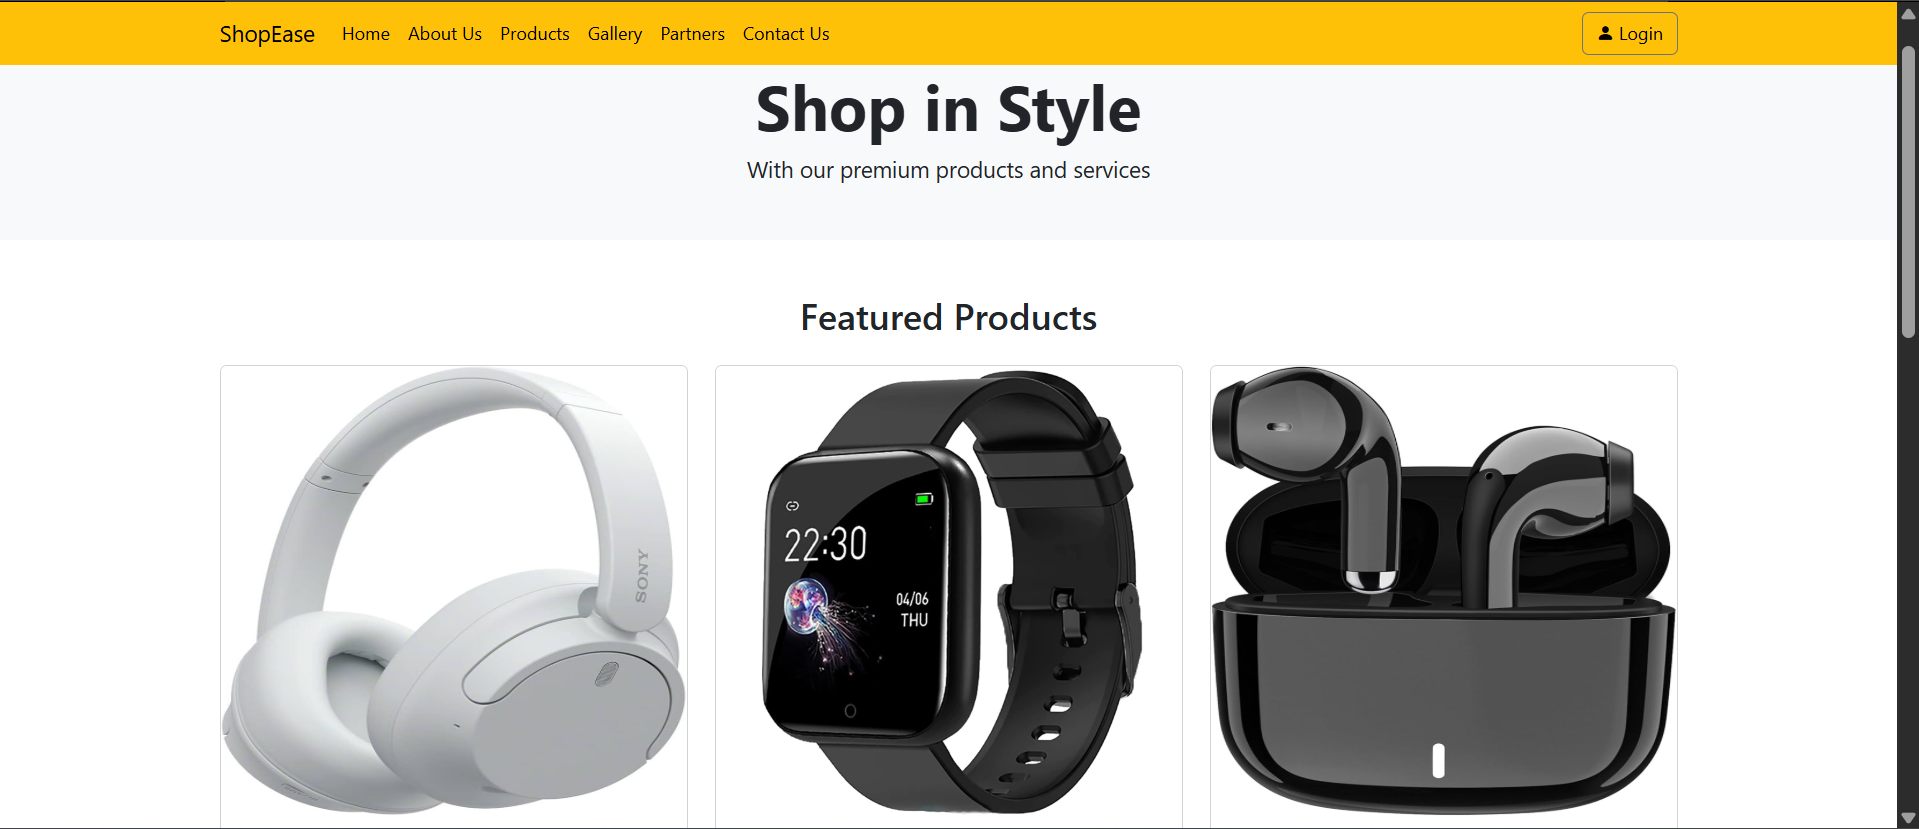 ShopEase Home About Us Products Gallery Partners Contact Us Login
Shop in Style
With our premium products and services
Featured Products
SONY
22:30
04/06
THU